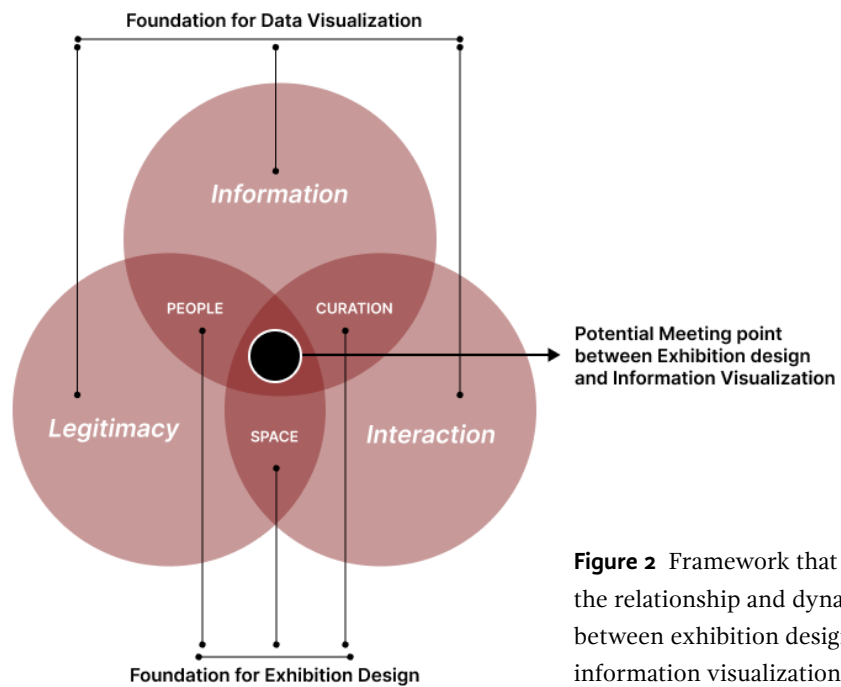 Foundation for Data Visualization
Information
PEOPLE
CURATION
Potential Meeting point
between Exhibition design
and Information Visualization
Legitimacy
SPACE
Interaction
Figure 2 Framework that
the relationship and dyna
between exhibition design
information visualization
Foundation for Exhibition Design